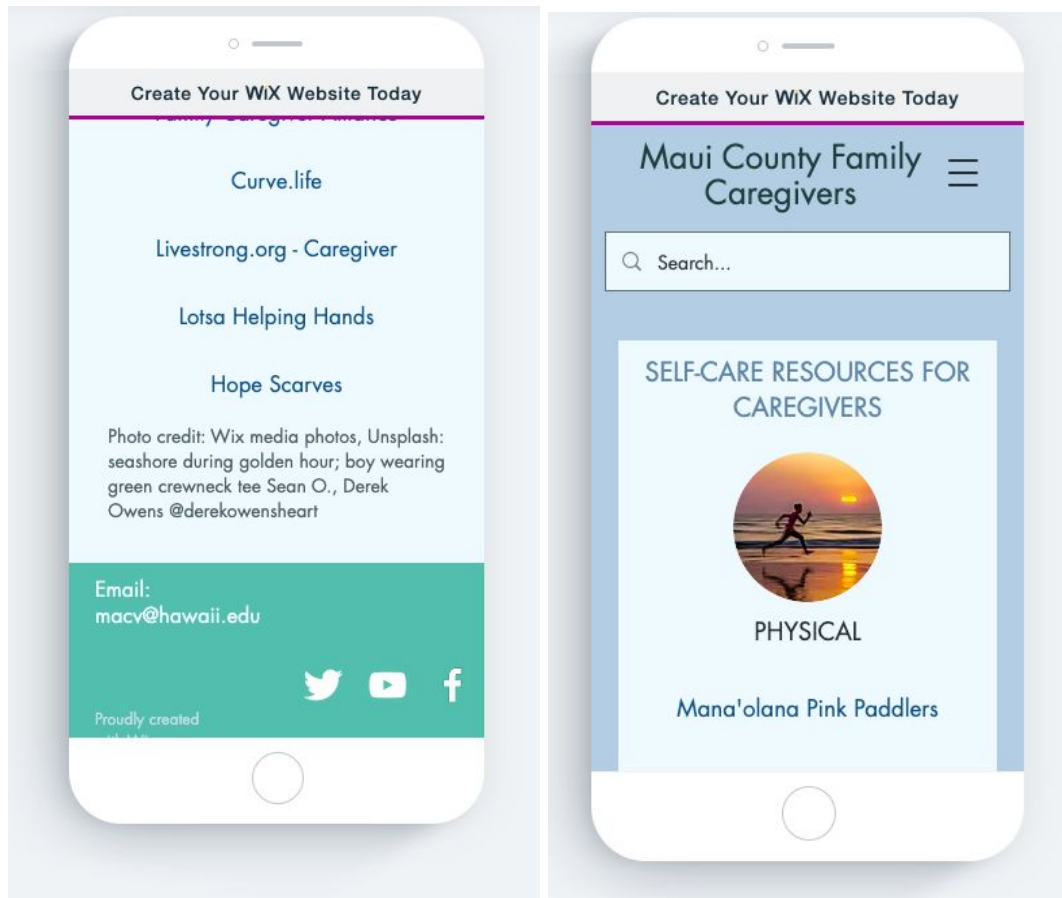 Create Your WiX Website Today
Family Caregiver Alliance
Curve.life
Livestrong.org - Caregiver
Lotsa Helping Hands
Hope Scarves
Photo credit: Wix media photos, Unsplash:
seashore during golden hour; boy wearing
green crewneck tee Sean O., Derek
Owens @derekowensheart
Email:
macv@hawaii.edu
Proudly created
Create Your WiX Website Today
Maui County Family
Caregivers
Search...
SELF-CARE RESOURCES FOR
CAREGIVERS
PHYSICAL
Mana'olana Pink Paddlers